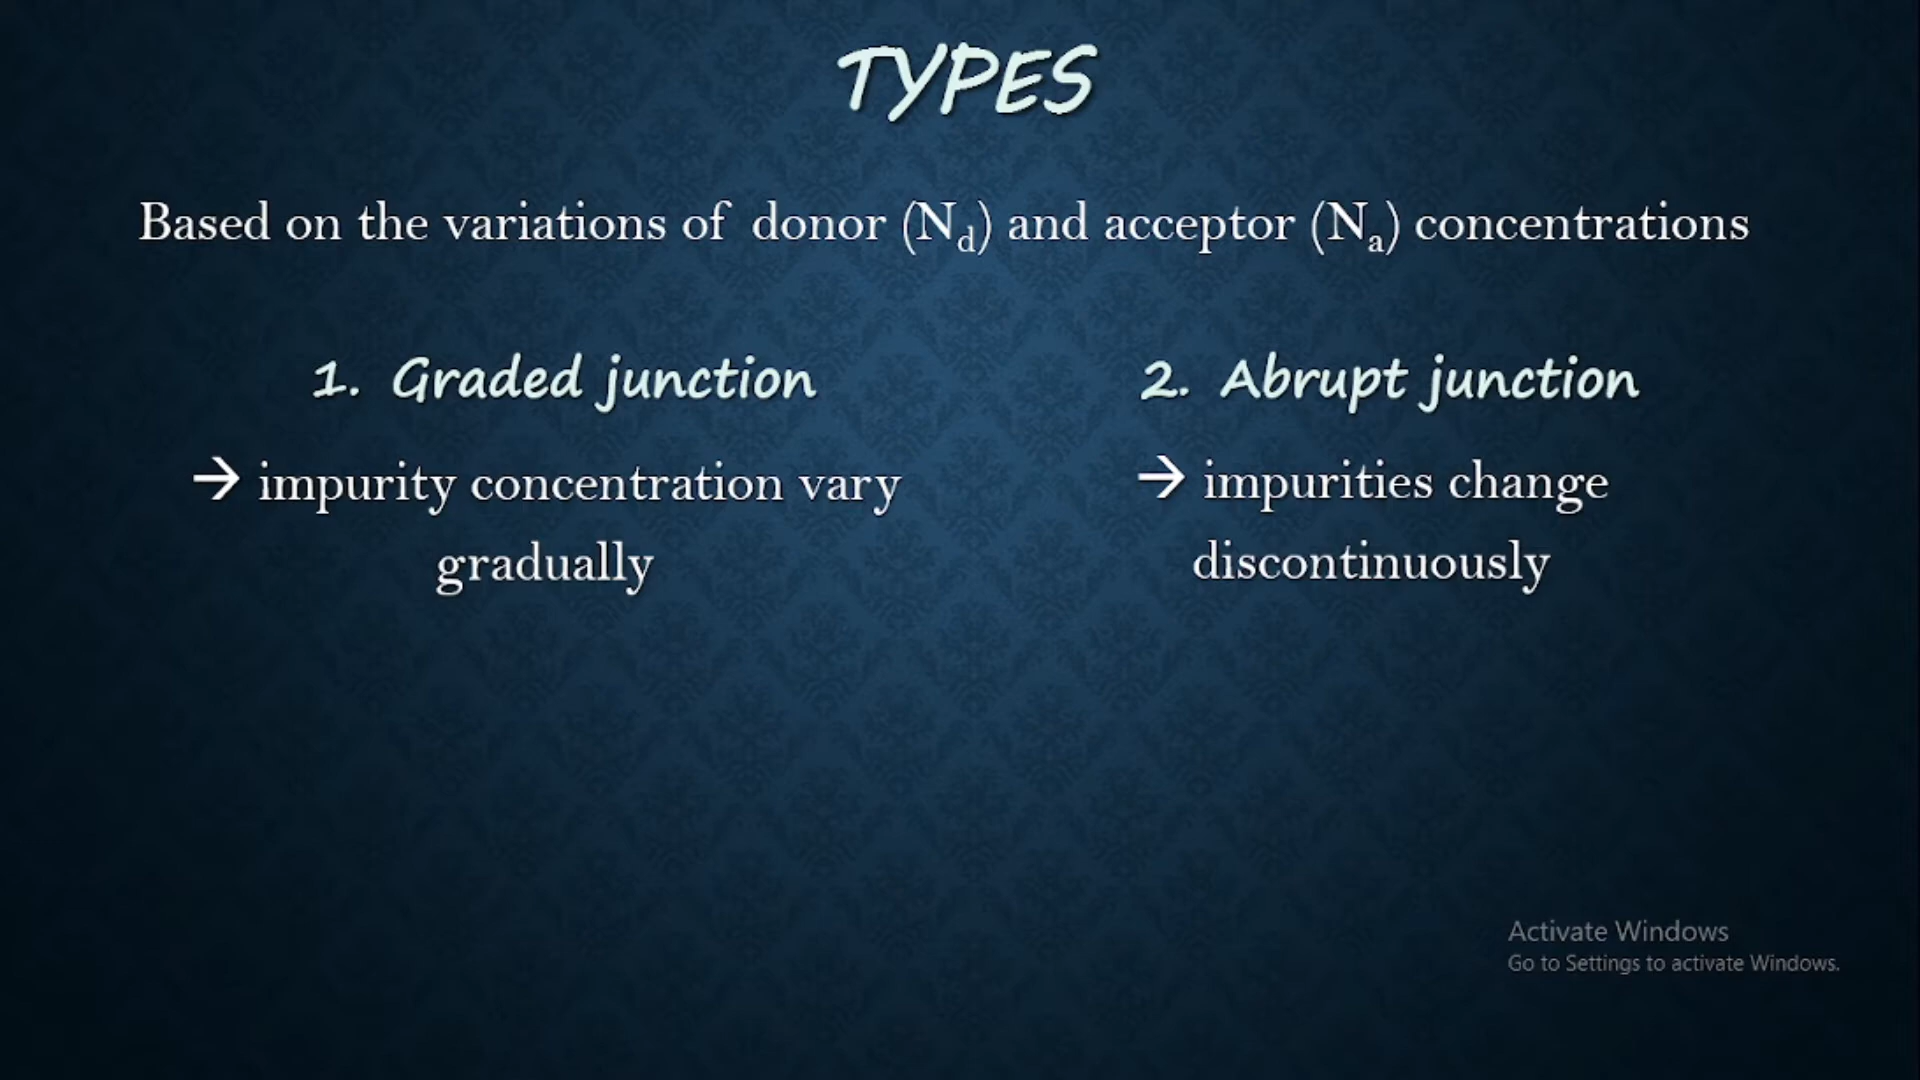 TYPES
Based on the variations of donor (Nd) and acceptor (Na) concentrations
1. Graded junction
→ impurity concentration vary
gradually
2. Abrupt junction
→ impurities change
discontinuously
Activate Windows
Go to Settings to activate Windows.